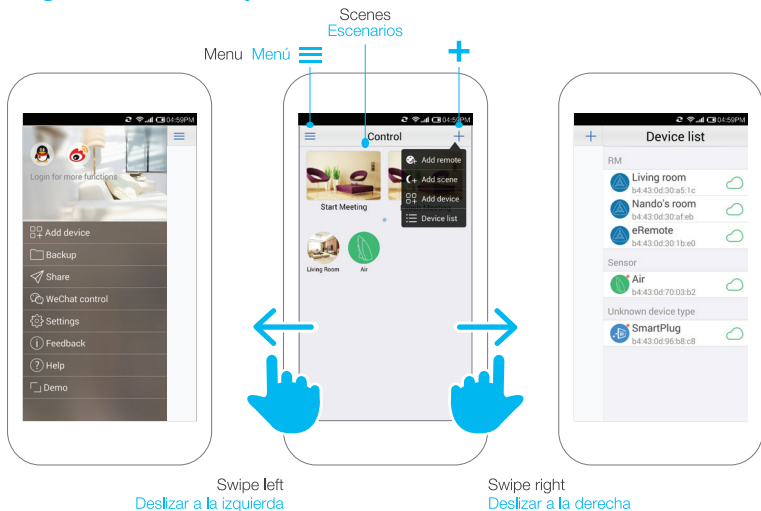 Scenes
Escenarios
Menu Menú
04:59PM
Login for more functions
Add device
Backup
Share
WeChat control
Settings
Feedback
Help
Demo
04:59PM
Control
Add remote
Add scene
Add device
Device list
Start Meeting
Living Room
Air
04:59PM
Device list
RM
Living room
b4:43:0d:30:a5:1c
Nando's room
b4:43:0d:30:af:eb
eRemote
b4:43:0d:30:1b:e0
Sensor
Air
b4:43:0d:70:03:b2
Unknown device type
SmartPlug
b4:43:0d:96:b8:c8
Swipe left
Deslizar a la izquierda
Swipe right
Deslizar a la derecha